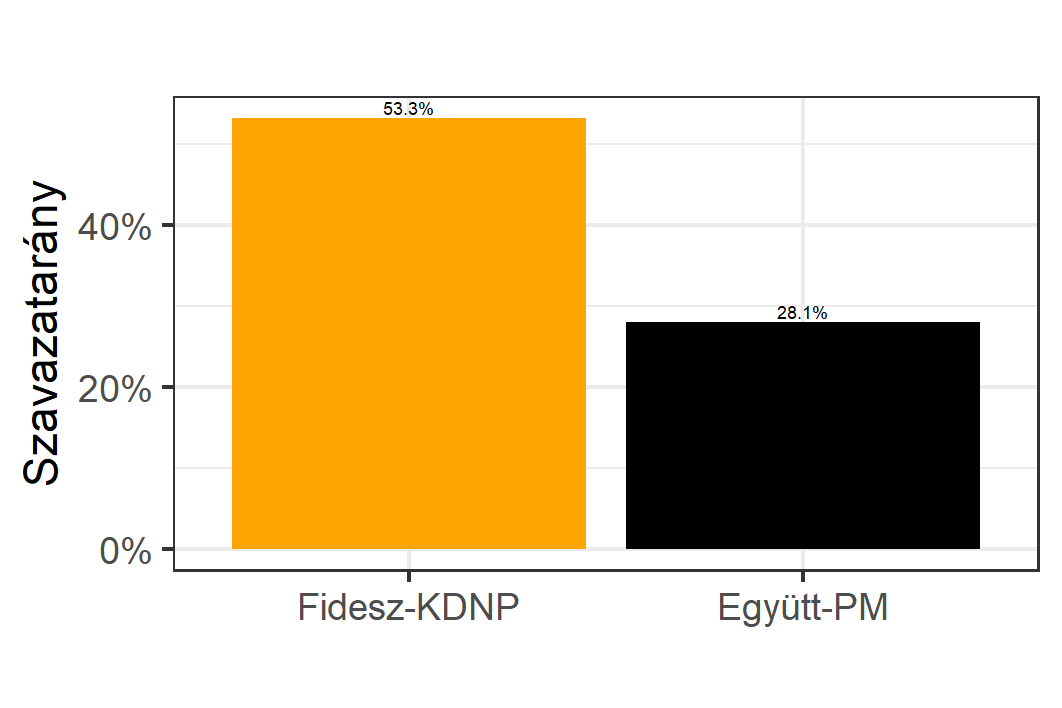 Szavazatarány
40%
20%
0%
53.3%
28.1%
Fidesz-KDNP
Együtt-PM